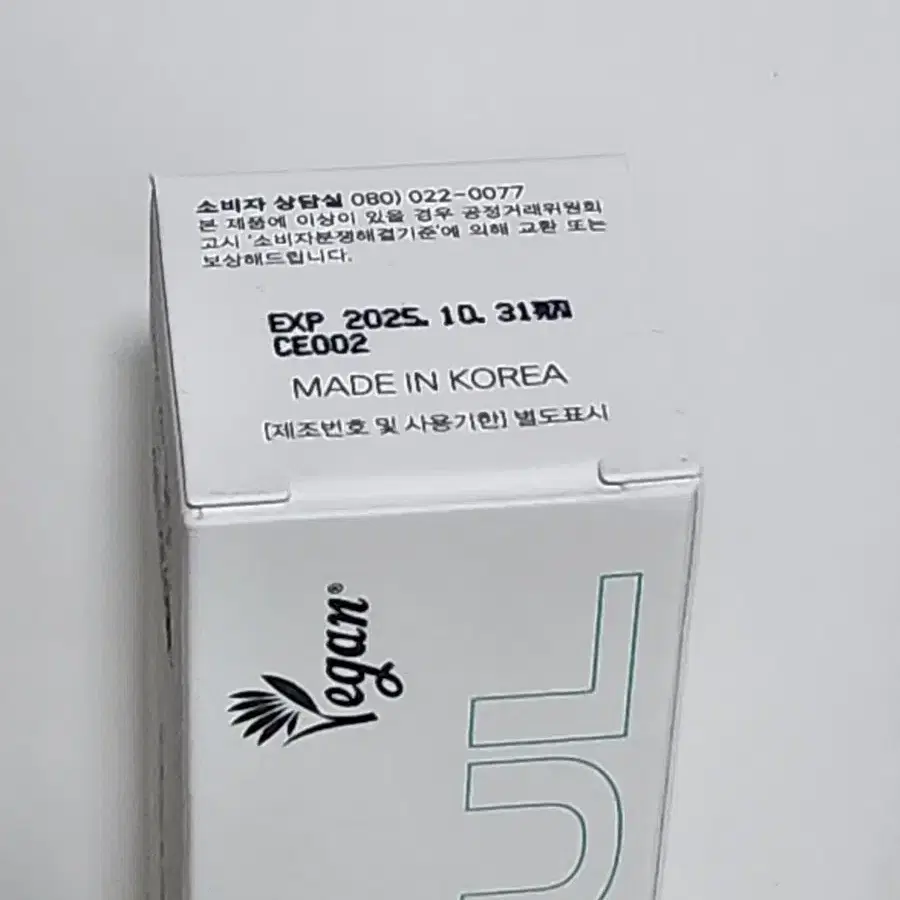 소비자 상담실 080) 022-0077
본 제품에 이상이 있을 경우 공정거래위원회
고시 '소비자분쟁해결기준'에 의해 교환 또는
보상해드립니다.
EXP 2025. 10. 31까지
CE002
MADE IN KOREA
[제조번호 및 사용기한] 별도표시
Vegan®
UL